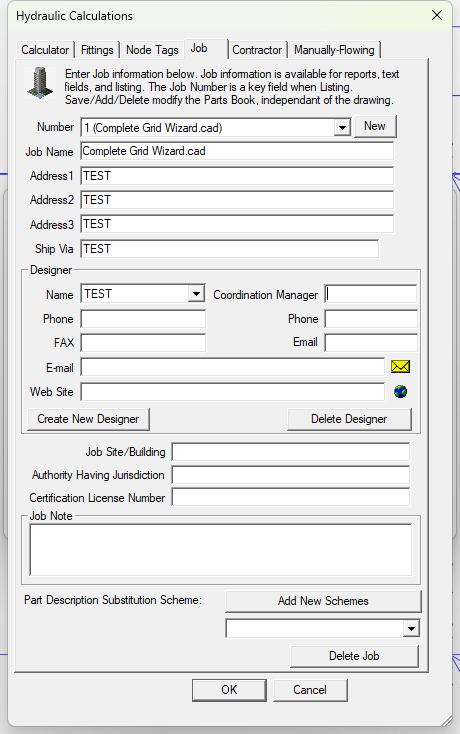 Hydraulic Calculations
Calculator Fittings Node Tags Job Contractor Manually-Flowing
Enter Job information below. Job information is available for reports, text
fields, and listing. The Job Number is a key field when Listing.
Save/Add/Delete modify the Parts Book, independant of the drawing.
Number 1 (Complete Grid Wizard.cad) New
Job Name Complete Grid Wizard.cad
Address1 TEST
Address2 TEST
Address3 TEST
Ship Via TEST
Designer
Name TEST Coordination Manager
Phone Phone
FAX Email
E-mail
Web Site
Create New Designer Delete Designer
Job Site/Building
Authority Having Jurisdiction
Certification License Number
Job Note
Part Description Substitution Scheme: Add New Schemes
Delete Job
OK Cancel